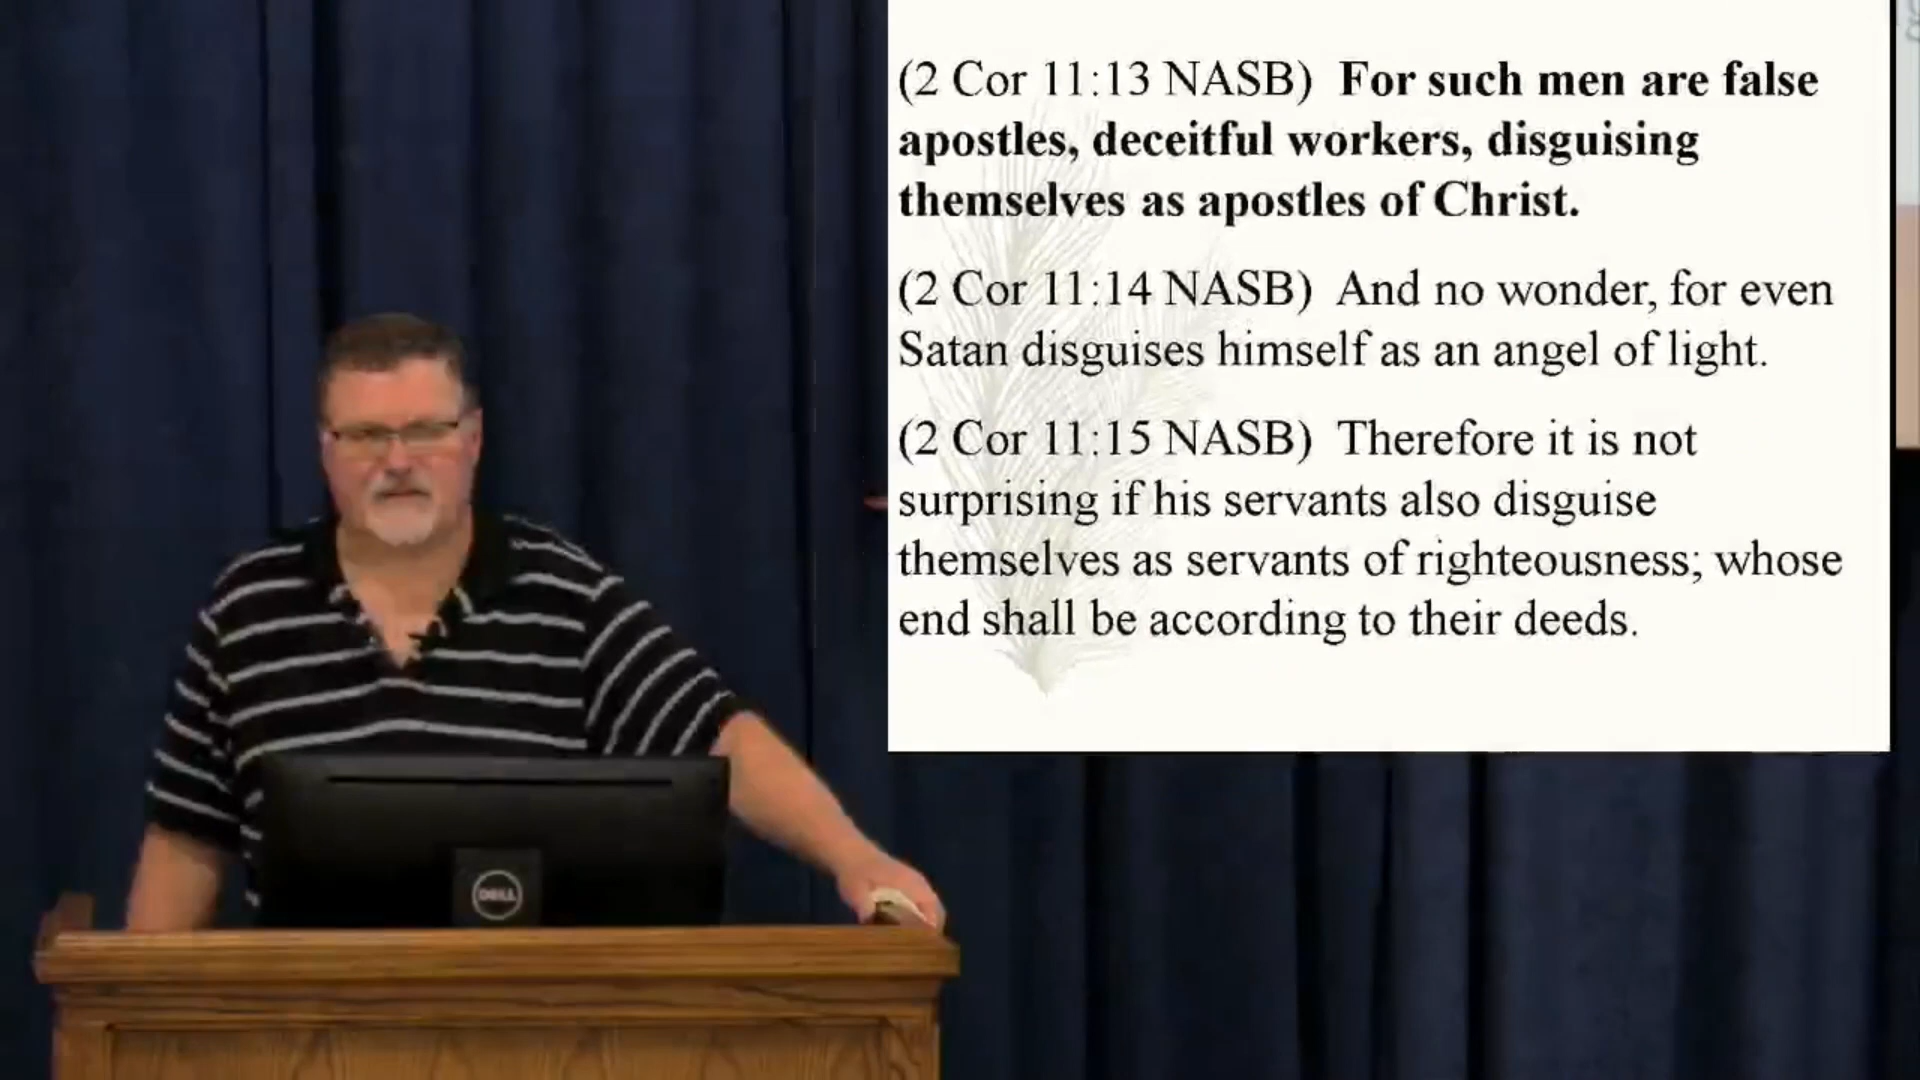 (2 Cor 11:13 NASB)  For such men are false
apostles, deceitful workers, disguising
themselves as apostles of Christ.
(2 Cor 11:14 NASB)  And no wonder, for even
Satan disguises himself as an angel of light.
(2 Cor 11:15 NASB)  Therefore it is not
surprising if his servants also disguise
themselves as servants of righteousness; whose
end shall be according to their deeds.
DELL